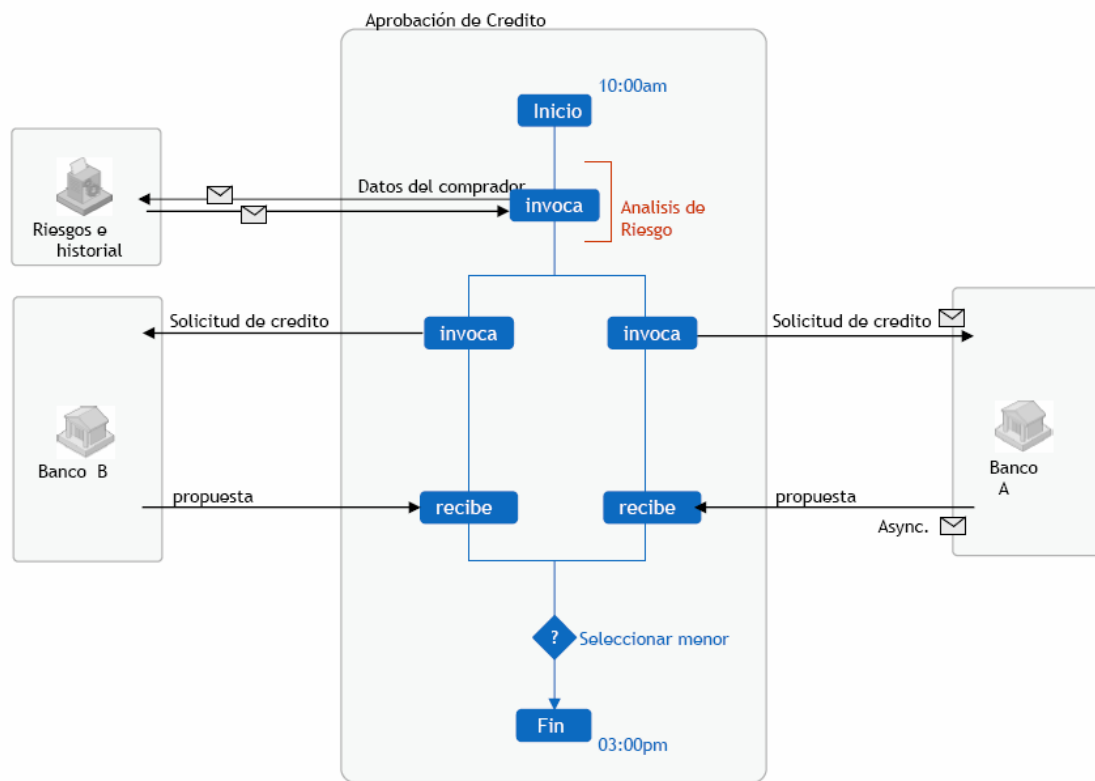 Aprobación de Credito
10:00am
Inicio
Datos del comprador
invoca
Analisis de
Riesgo
Riesgos e
historial
Solicitud de credito
invoca
invoca
Solicitud de credito
Banco B
Banco
A
propuesta
recibe
recibe
propuesta
Async.
?
Seleccionar menor
Fin
03:00pm